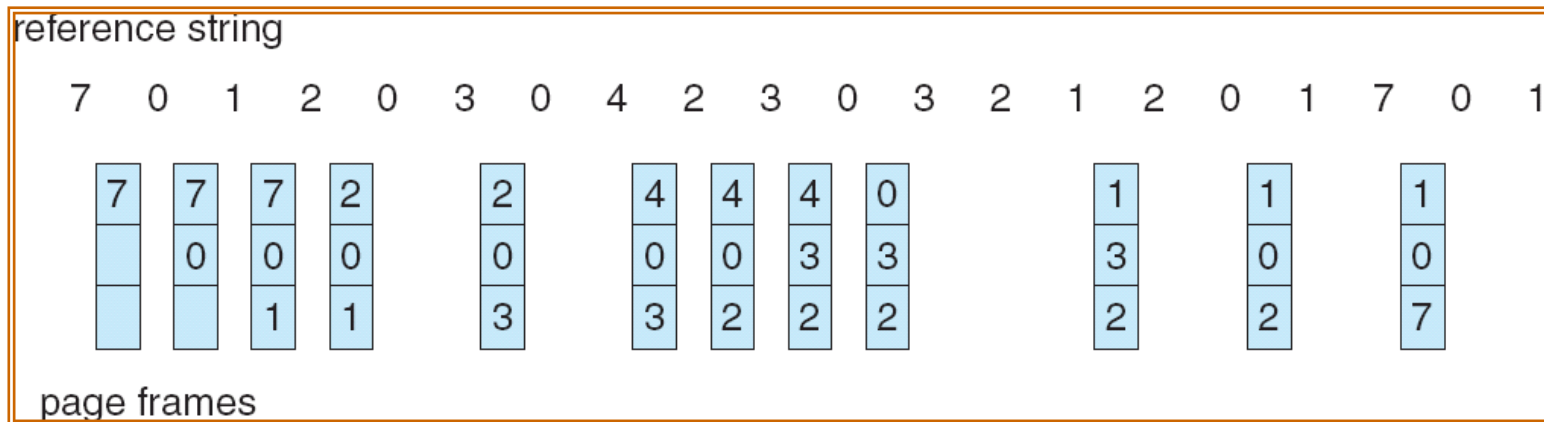 reference string
7 0 1 2 0 3 0 4 2 3 0 3 2 1 2 0 1 7 0 1
7 7 7 2 2 4 4 4 0 1 1 1
0 0 0 0 0 0 3 3 3 0 0
1 1 3 3 2 2 2 2 2 7
page frames